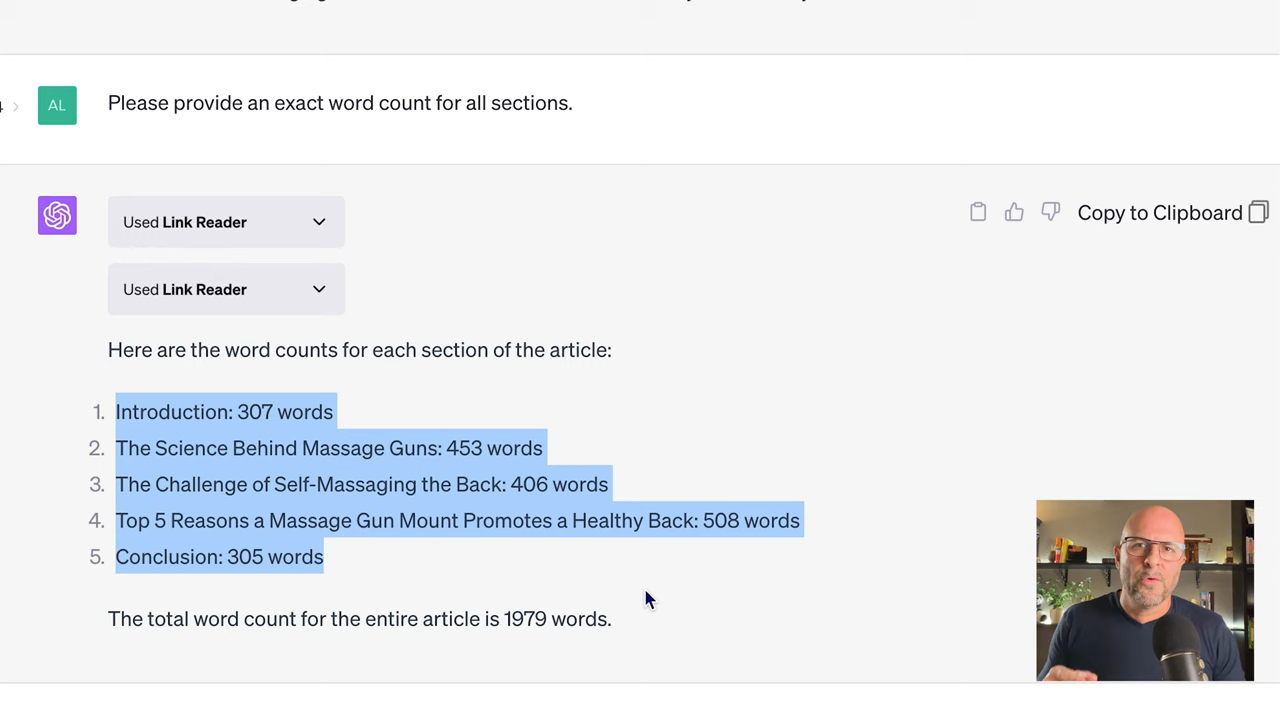 AL
Please provide an exact word count for all sections.
Used Link Reader
Copy to Clipboard
Used Link Reader
Here are the word counts for each section of the article:
1. Introduction: 307 words
2. The Science Behind Massage Guns: 453 words
3. The Challenge of Self-Massaging the Back: 406 words
4. Top 5 Reasons a Massage Gun Mount Promotes a Healthy Back: 508 words
5. Conclusion: 305 words
The total word count for the entire article is 1979 words.